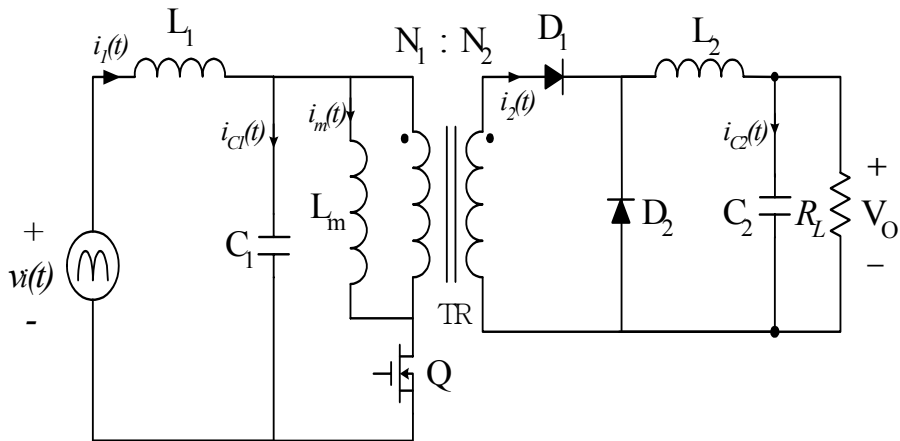 i1(t)
L1
N1 : N2
D1
L2
iC1(t)
im(t)
i2(t)
iC2(t)
+
vi(t)
-
C1
Lm
TR
Q
D2
C2
RL
+
VO
−